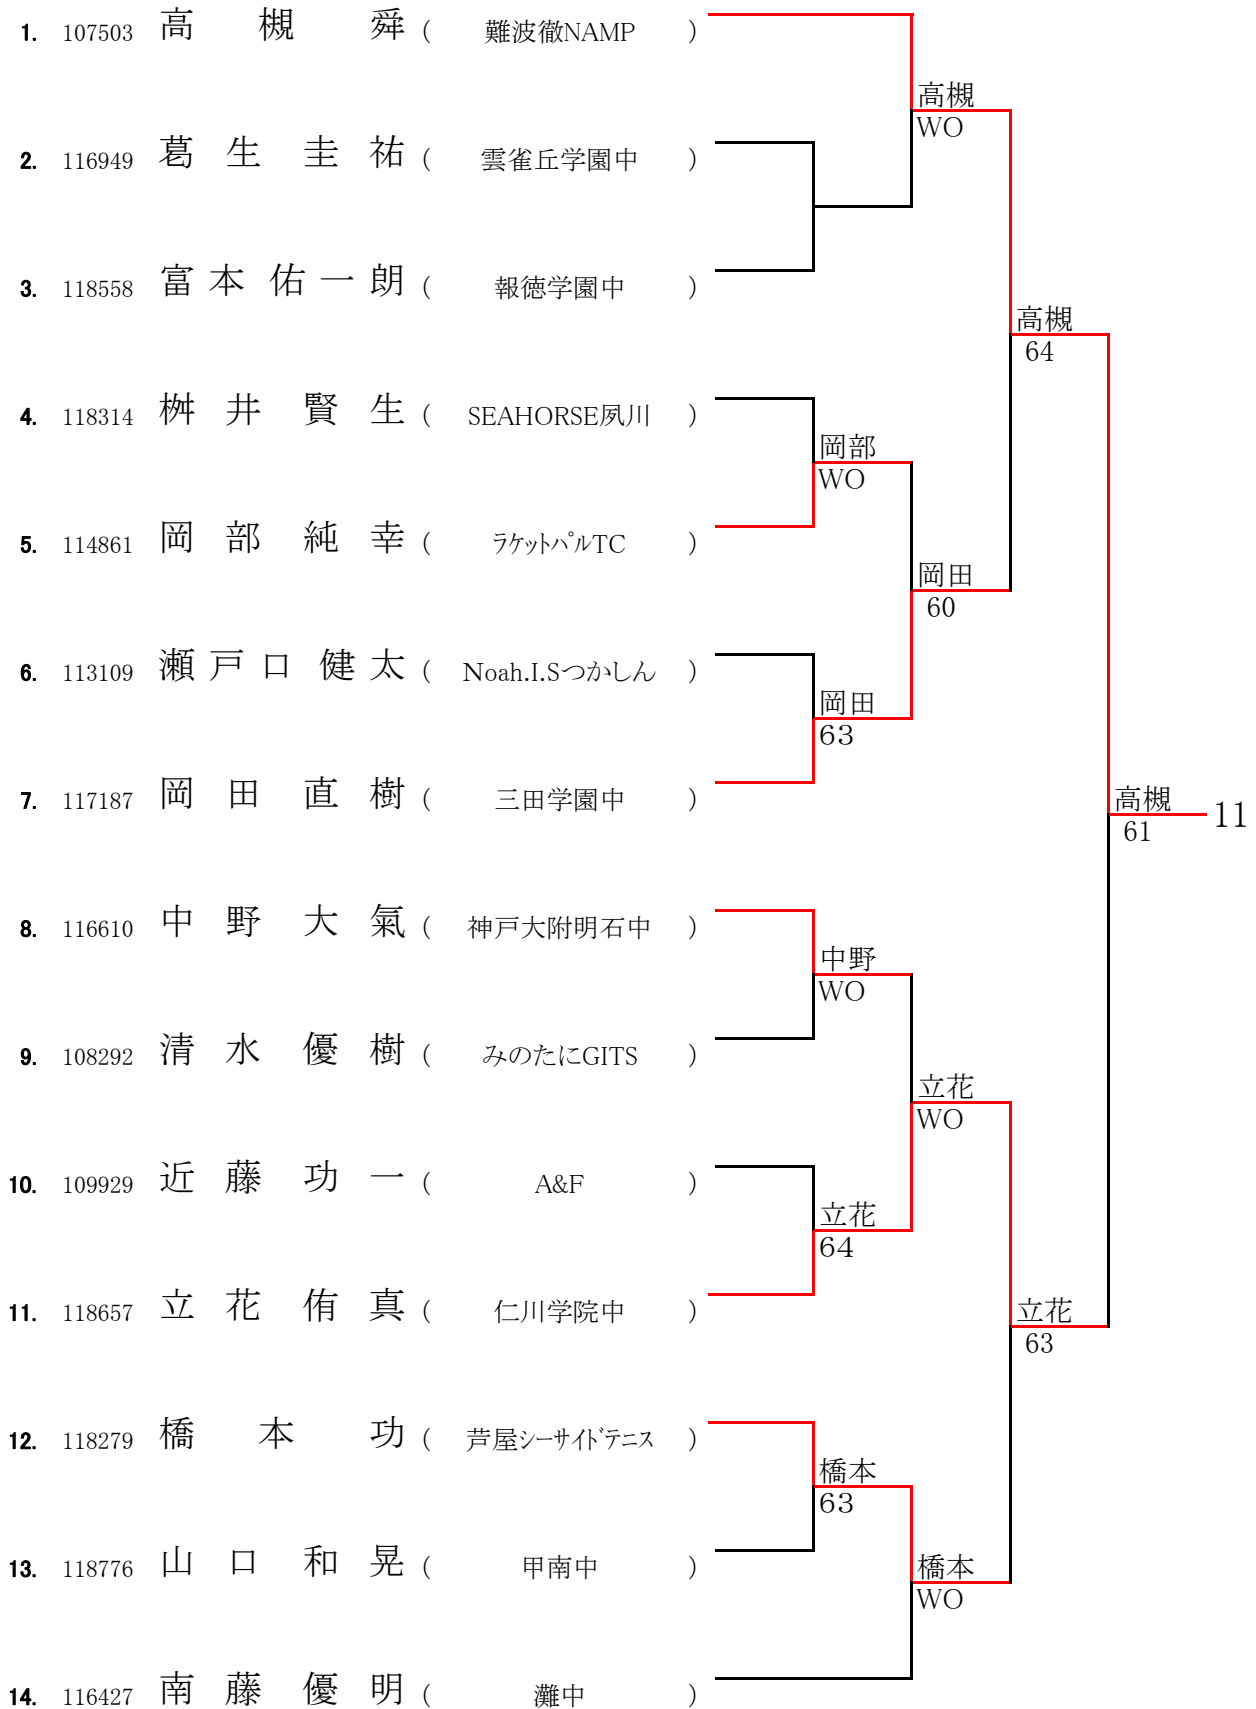 1. 107503 高槻舜 ( 難波徹NAMP )
高槻
WO
2. 116949 葛生圭祐 ( 雲雀丘学園中 )
3. 118558 富本佑一朗 ( 報徳学園中 )
高槻
64
4. 118314 桝井賢生 ( SEAHORSE夙川 )
岡部
WO
5. 114861 岡部純幸 ( ラケットパルTC )
岡田
60
6. 113109 瀬戸口健太 ( Noah.I.Sつかしん )
岡田
63
7. 117187 岡田直樹 ( 三田学園中 )
高槻
61
11
8. 116610 中野大氣 ( 神戸大附明石中 )
中野
WO
9. 108292 清水優樹 ( みのたにGITS )
立花
WO
10. 109929 近藤功一 ( A&F )
立花
64
11. 118657 立花侑真 ( 仁川学院中 )
立花
63
12. 118279 橋本功 ( 芦屋シーサイドテニス )
橋本
63
13. 118776 山口和晃 ( 甲南中 )
橋本
WO
14. 116427 南藤優明 ( 灘中 )